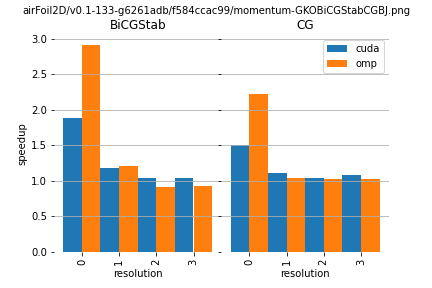 airFoil2D/v0.1-133-g6261adb/f584ccac99/momentum-GKOBiCGStabCGBJ.png
BiCGStab
CG
cuda
omp
speedup
3.0
2.5
2.0
1.5
1.0
0.5
0.0
0 1 2 3
0 1 2 3
resolution
resolution